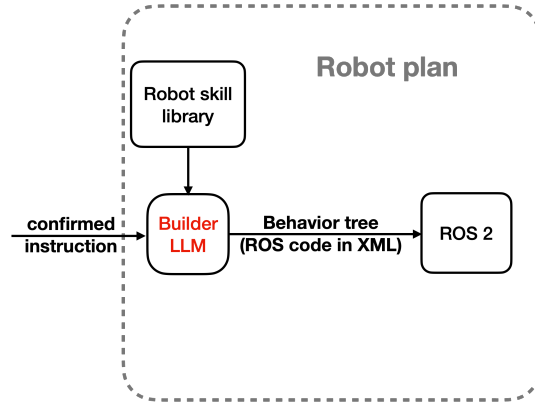 Robot plan
Robot skill
library
confirmed
instruction
Builder
LLM
Behavior tree
(ROS code in XML)
ROS 2